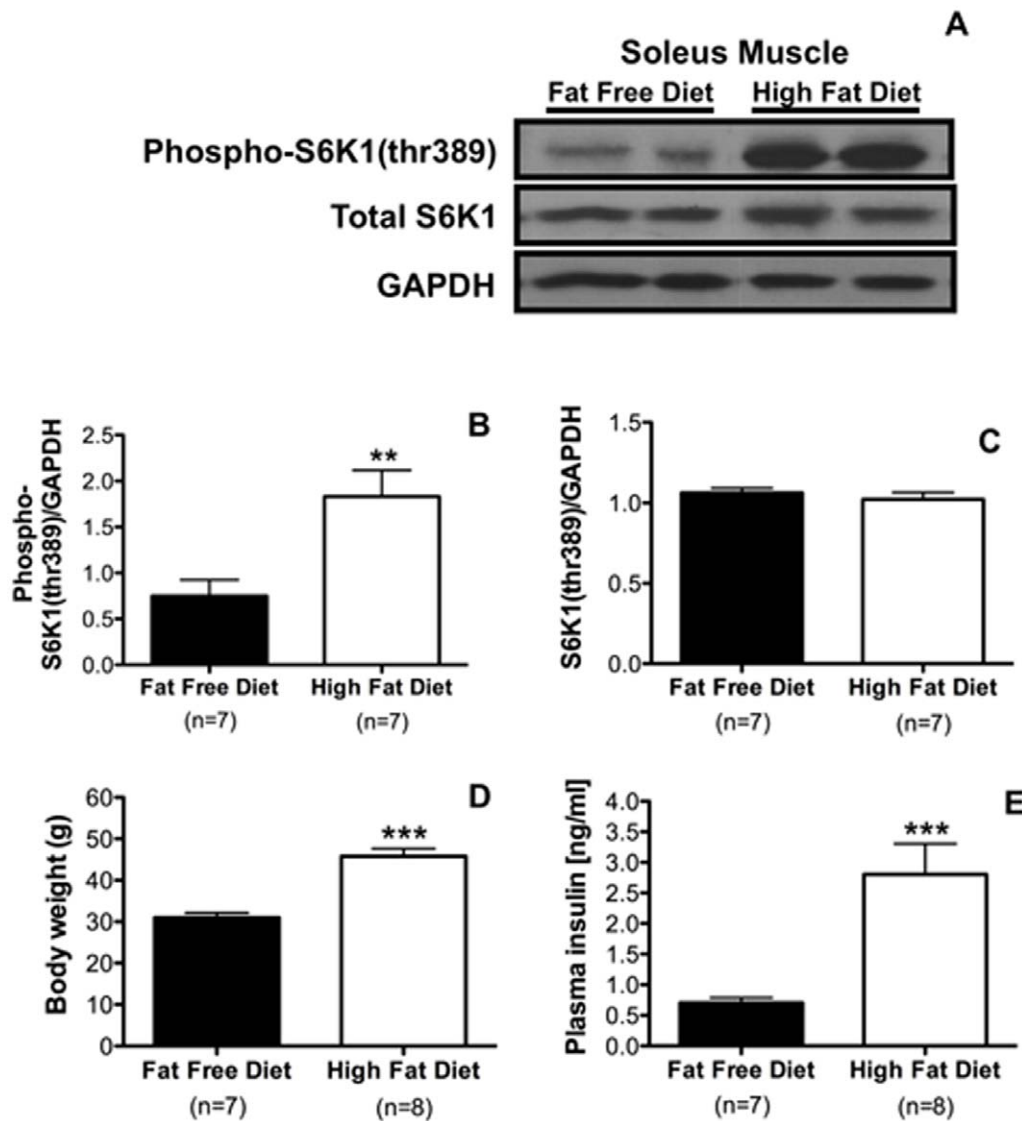 A
Soleus Muscle
Fat Free Diet High Fat Diet
Phospho-S6K1(thr389)
Total S6K1
GAPDH
B
Phospho-
S6K1(thr389)/GAPDH
2.5
2.0
1.5
1.0
0.5
0.0
**
Fat Free Diet High Fat Diet
(n=7) (n=7)
C
S6K1(thr389)/GAPDH
1.5
1.0
0.5
0.0
Fat Free Diet High Fat Diet
(n=7) (n=7)
D
Body weight (g)
60
50
40
30
20
10
0
***
Fat Free Diet High Fat Diet
(n=7) (n=8)
E
Plasma insulin [ng/ml]
4.0
3.5
3.0
2.5
2.0
1.5
1.0
0.5
0.0
***
Fat Free Diet High Fat Diet
(n=7) (n=8)